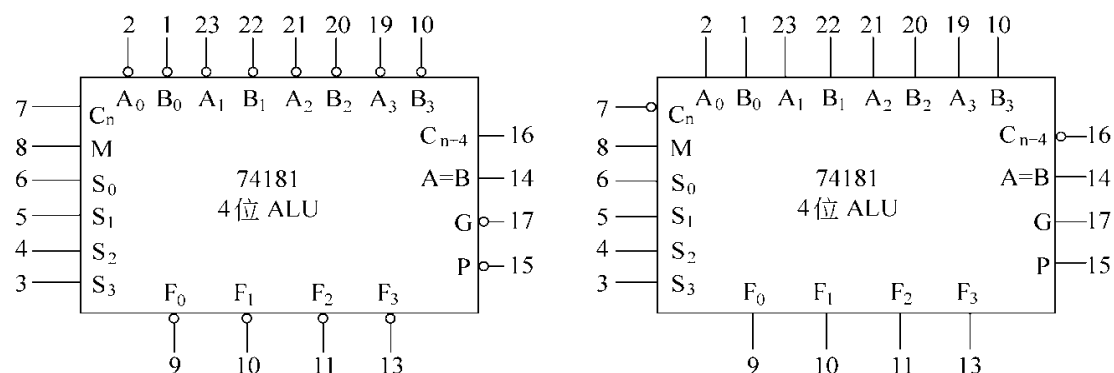 2 1 23 22 21 20 19 10
A₀ B₀ A₁ B₁ A₂ B₂ A₃ B₃
7 Cₙ
8 M
6 S₀
5 S₁
4 S₂
3 S₃
74181
4位 ALU
Cₙ₋₄ 16
A=B 14
G 17
P 15
F₀ F₁ F₂ F₃
9 10 11 13
2 1 23 22 21 20 19 10
A₀ B₀ A₁ B₁ A₂ B₂ A₃ B₃
7 Cₙ
8 M
6 S₀
5 S₁
4 S₂
3 S₃
74181
4位 ALU
Cₙ₋₄ 16
A=B 14
G 17
P 15
F₀ F₁ F₂ F₃
9 10 11 13